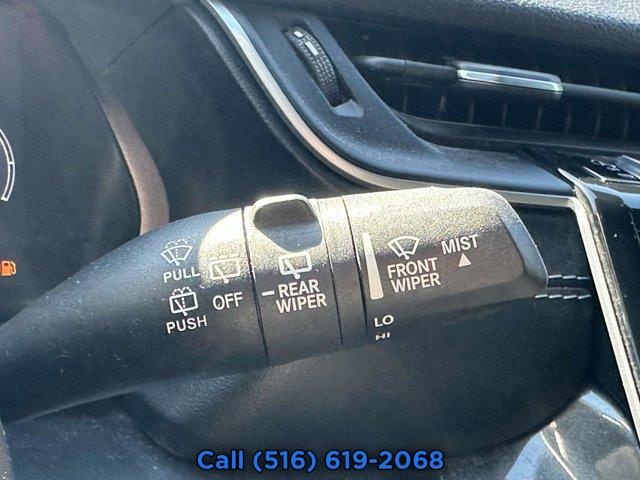 PULL
PUSH
OFF
REAR
WIPER
FRONT
WIPER
MIST
LO
HI
Call (516) 619-2068